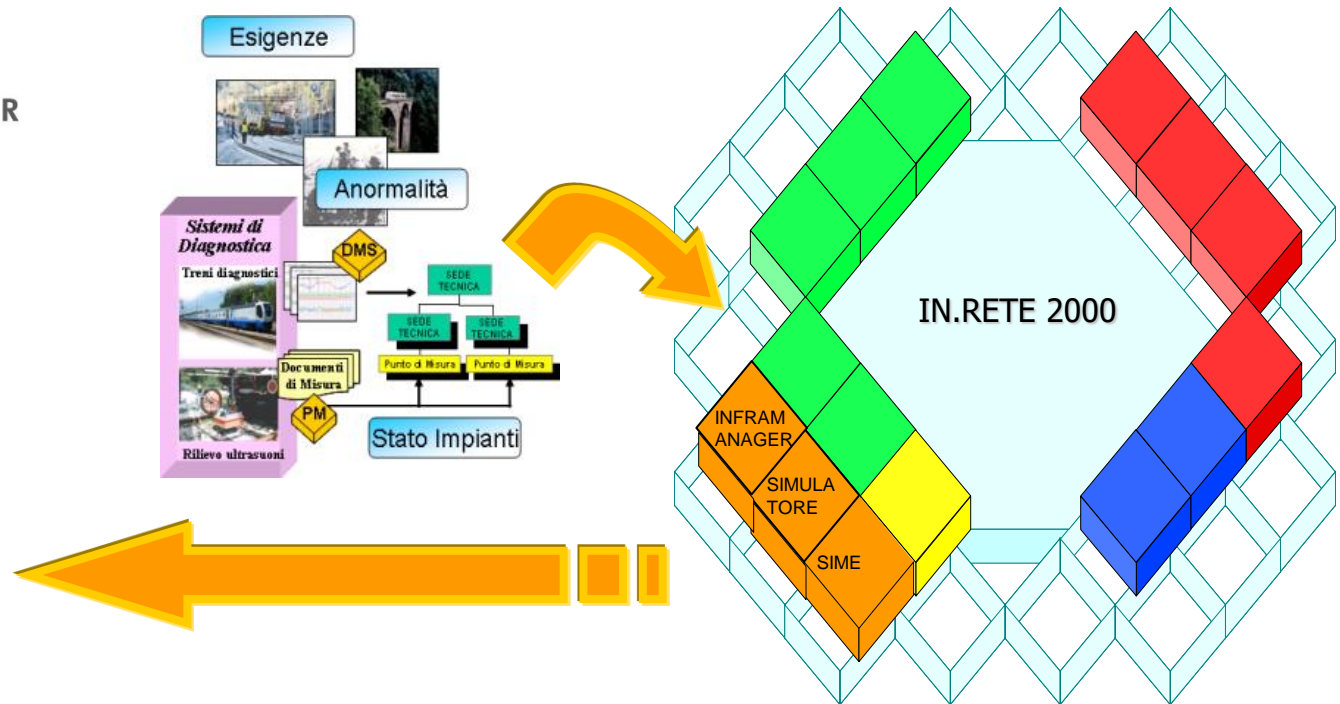 Esigenze
R
Anormalità
Sistemi di
Diagnostica
Treni diagnostici
DMS
SEDE
TECNICA
SEDE
TECNICA
SEDE
TECNICA
Punto di Misura
Punto di Misura
Documenti
di Misura
PM
Stato Impianti
Rilievo ultrasuoni
IN.RETE 2000
INFRAM
ANAGER
SIMULA
TORE
SIME